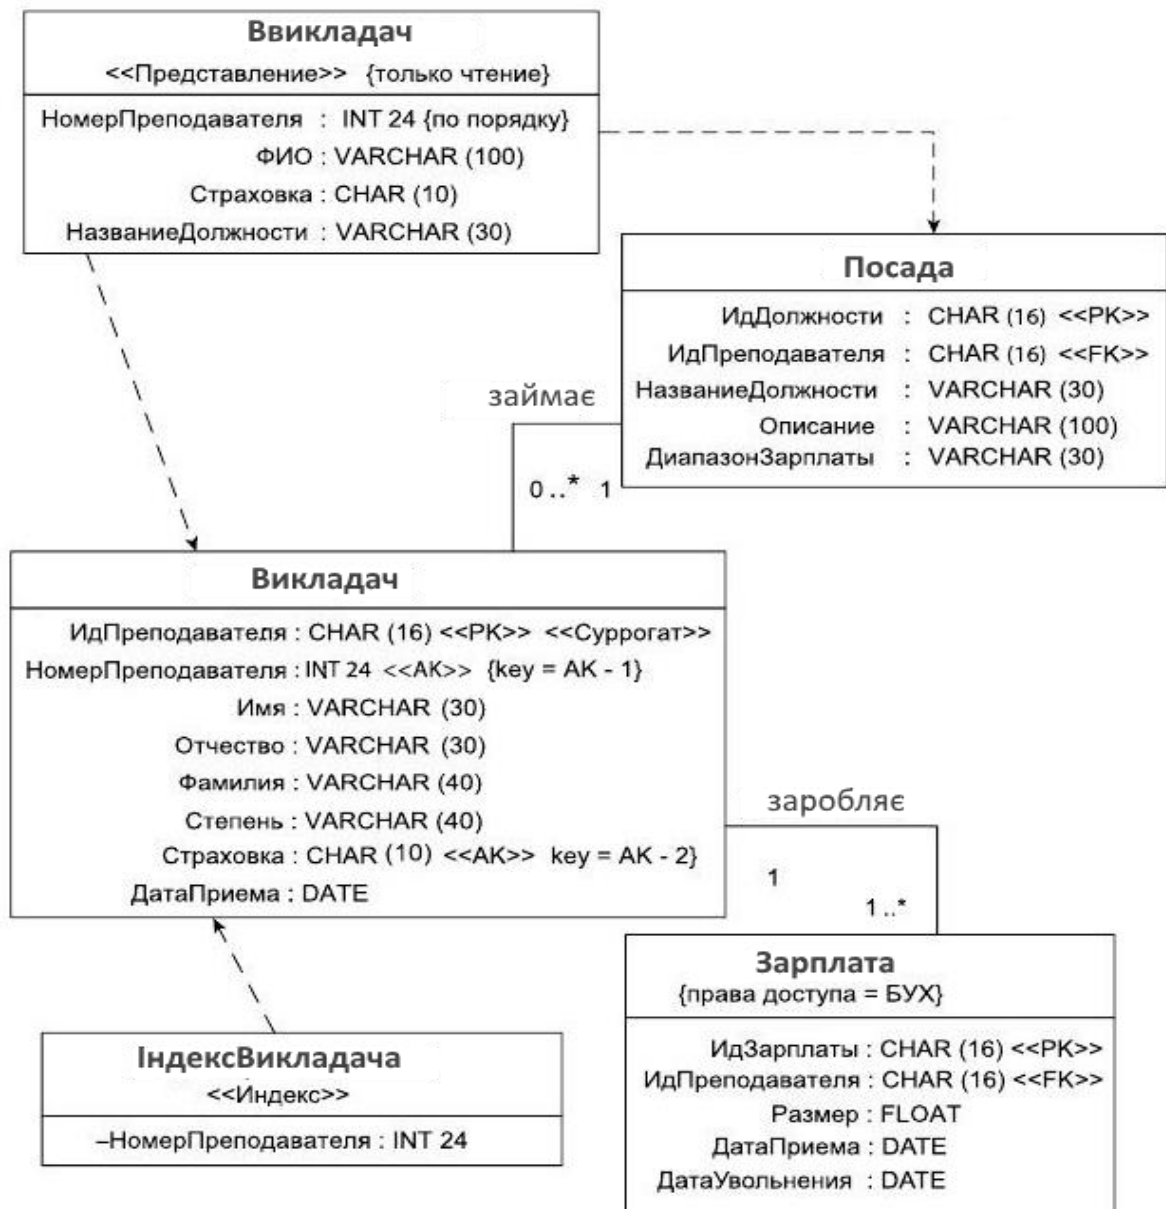 Ввикладач
<<Представление>> {только чтение}
НомерПреподавателя : INT 24 {по порядку}
ФИО : VARCHAR (100)
Страховка : CHAR (10)
НазваниеДолжности : VARCHAR (30)
Посада
ИдДолжности : CHAR (16) <<PK>>
ИдПреподавателя : CHAR (16) <<FK>>
НазваниеДолжности : VARCHAR (30)
Описание : VARCHAR (100)
ДиапазонЗарплаты : VARCHAR (30)
займає
0 ..* 1
Викладач
ИдПреподавателя : CHAR (16) <<PK>> <<Суррогат>>
НомерПреподавателя : INT 24 <<AK>> {key = AK - 1}
Имя : VARCHAR (30)
Отчество : VARCHAR (30)
Фамилия : VARCHAR (40)
Степень : VARCHAR (40)
Страховка : CHAR (10) <<AK>> key = AK - 2}
ДатаПриема : DATE
заробляє
1
1 ..*
Зарплата
{права доступа = БУХ}
ИдЗарплаты : CHAR (16) <<PK>>
ИдПреподавателя : CHAR (16) <<FK>>
Размер : FLOAT
ДатаПриема : DATE
ДатаУвольнения : DATE
ІндексВикладача
<<Индекс>>
–НомерПреподавателя : INT 24